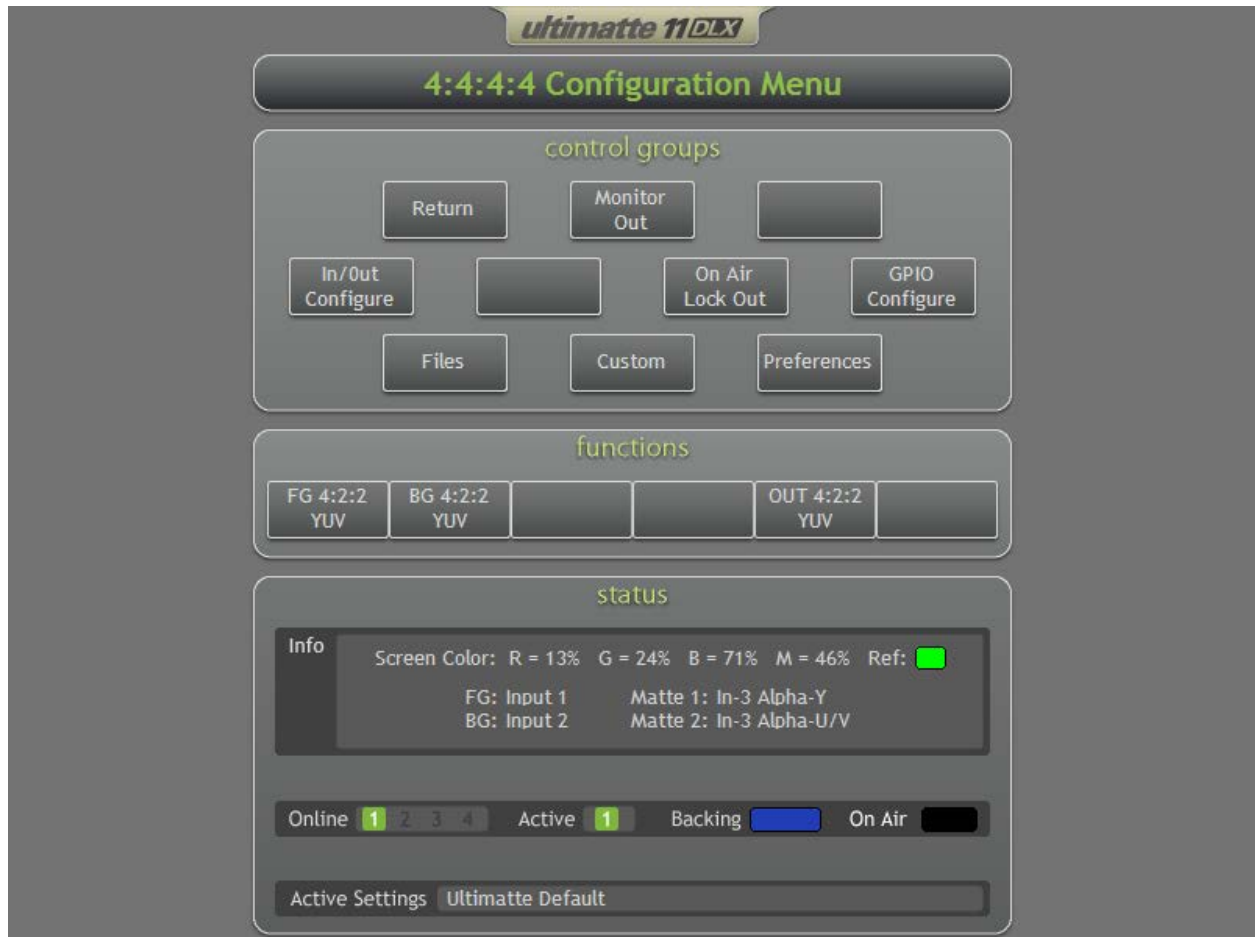 ultimatte 11 DLX
4:4:4:4 Configuration Menu
control groups
Return
Monitor
Out
In/0ut
Configure
On Air
Lock Out
GPIO
Configure
Files
Custom
Preferences
functions
FG 4:2:2
YUV
BG 4:2:2
YUV
OUT 4:2:2
YUV
status
Info
Screen Color: R = 13% G = 24% B = 71% M = 46% Ref:
FG: Input 1 Matte 1: In-3 Alpha-Y
BG: Input 2 Matte 2: In-3 Alpha-U/V
Online 1 2 3 4 Active 1 Backing On Air
Active Settings Ultimatte Default